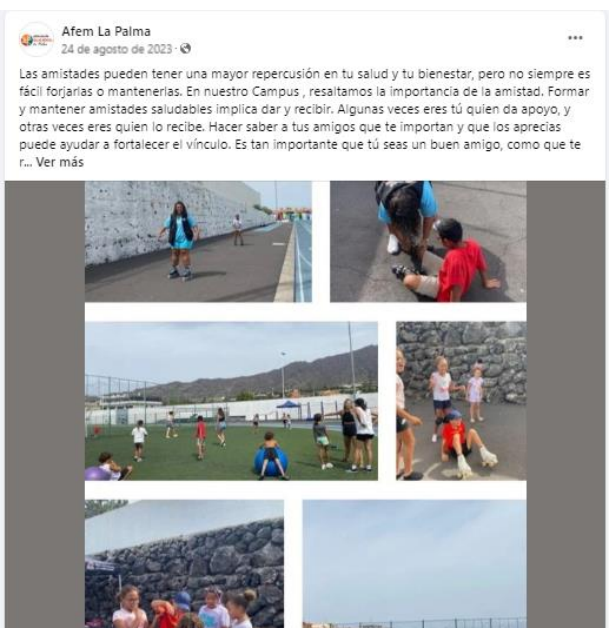 Afem La Palma
24 de agosto de 2023 ·
Las amistades pueden tener una mayor repercusión en tu salud y tu bienestar, pero no siempre es
fácil forjarlas o mantenerlas. En nuestro Campus , resaltamos la importancia de la amistad. Formar
y mantener amistades saludables implica dar y recibir. Algunas veces eres tú quien da apoyo, y
otras veces eres quien lo recibe. Hacer saber a tus amigos que te importan y que los aprecias
puede ayudar a fortalecer el vínculo. Es tan importante que tú seas un buen amigo, como que te
r... Ver más